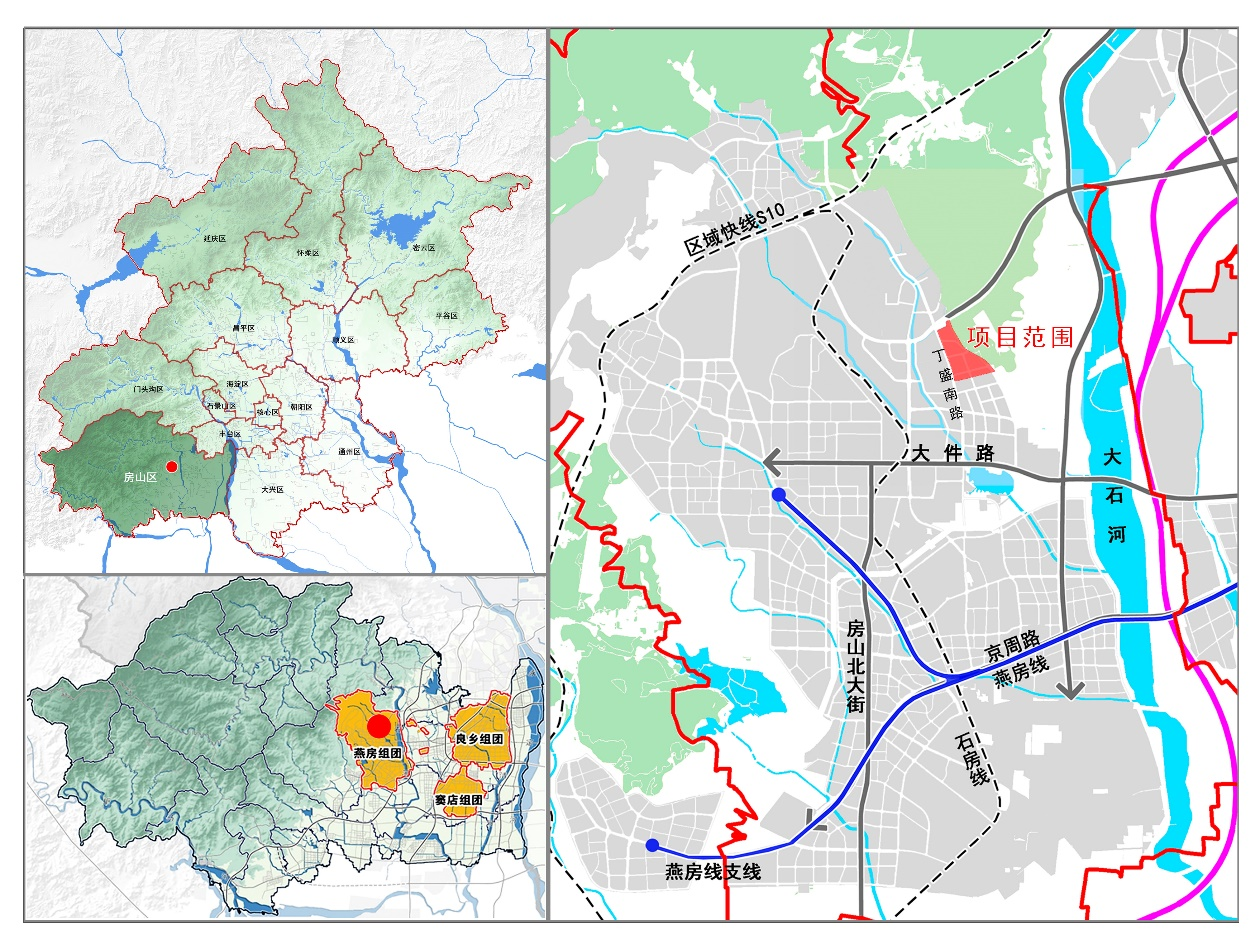 延庆区
怀柔区
密云区
昌平区
顺义区
平谷区
门头沟区
海淀区
石景山区
核心区
朝阳区
丰台区
通州区
房山区
大兴区
燕房组团
良乡组团
窦店组团
区域快线S10
项目范围
丁盛南路
大件路
大石河
房山北大街
京周路
燕房线
石房线
燕房线支线